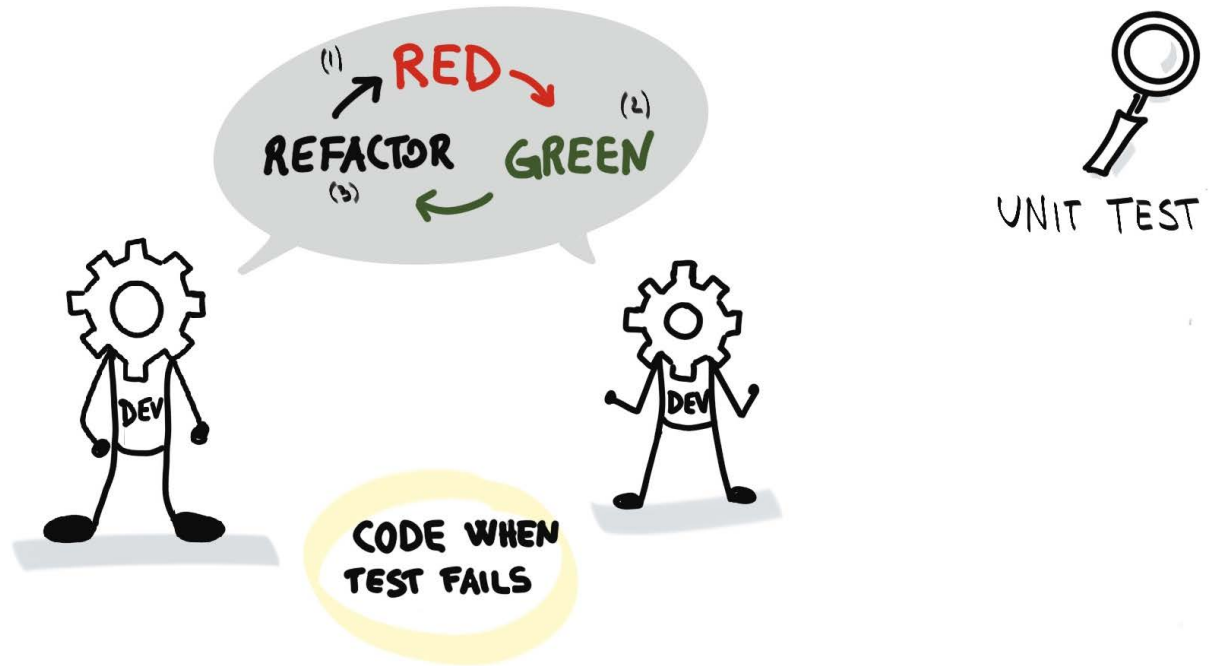 (1) RED
(2)
REFACTOR GREEN
(3)
UNIT TEST
DEV
DEV
CODE WHEN
TEST FAILS